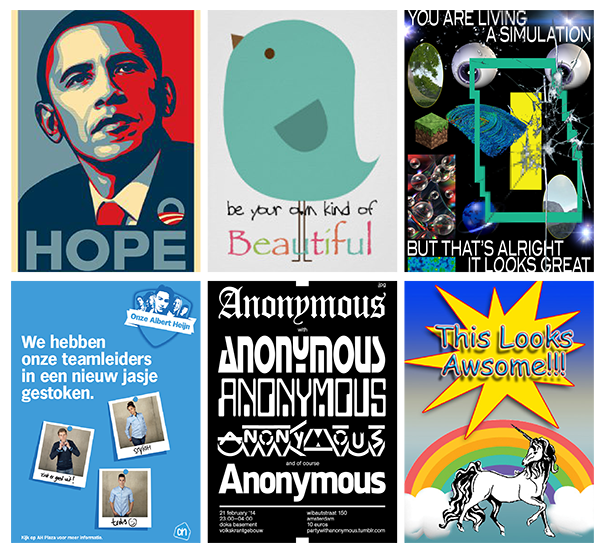 HOPE
be your own kind of
Beautiful
YOU ARE LIVING
A SIMULATION
BUT THAT'S ALRIGHT
IT LOOKS GREAT
Onze Albert Heijn
We hebben
onze teamleiders
in een nieuw jasje
gestoken.
stylish
Kijk op AH Plaza voor meer informatie.
ah
.jpg
Anonymous
with
ANONYMOUS
ANONYMOUS
ANONYMOUS
and of course
Anonymous
21 february '14
23:00–04:00
doka basement
volkskrantgebouw
wibautstraat 150
amsterdam
10 euros
partywithanonymous.tumblr.com
This Looks
Awsome!!!